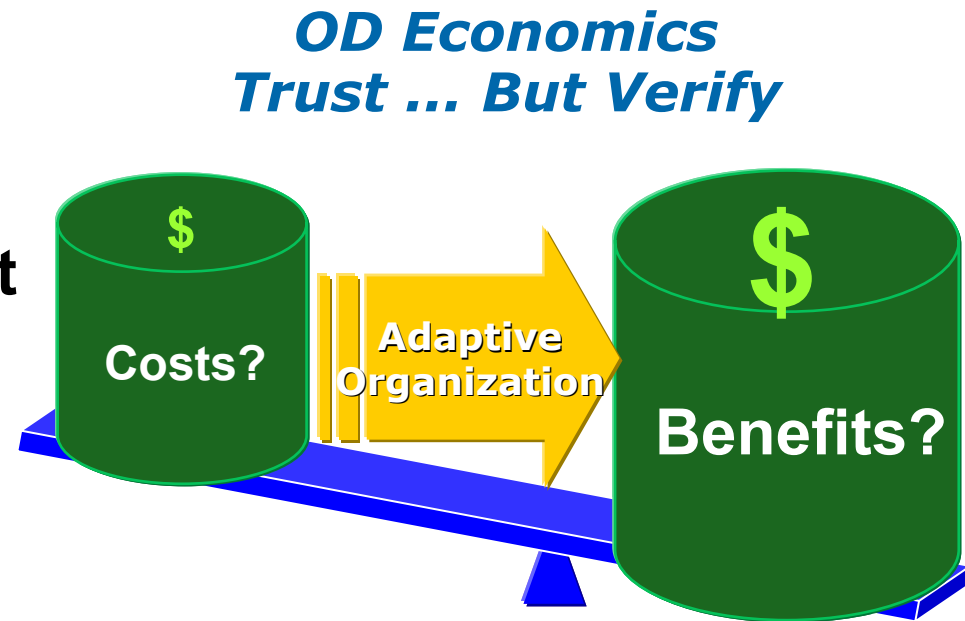 OD Economics
Trust ... But Verify
$
$
t
Costs?
Adaptive
Organization
Benefits?